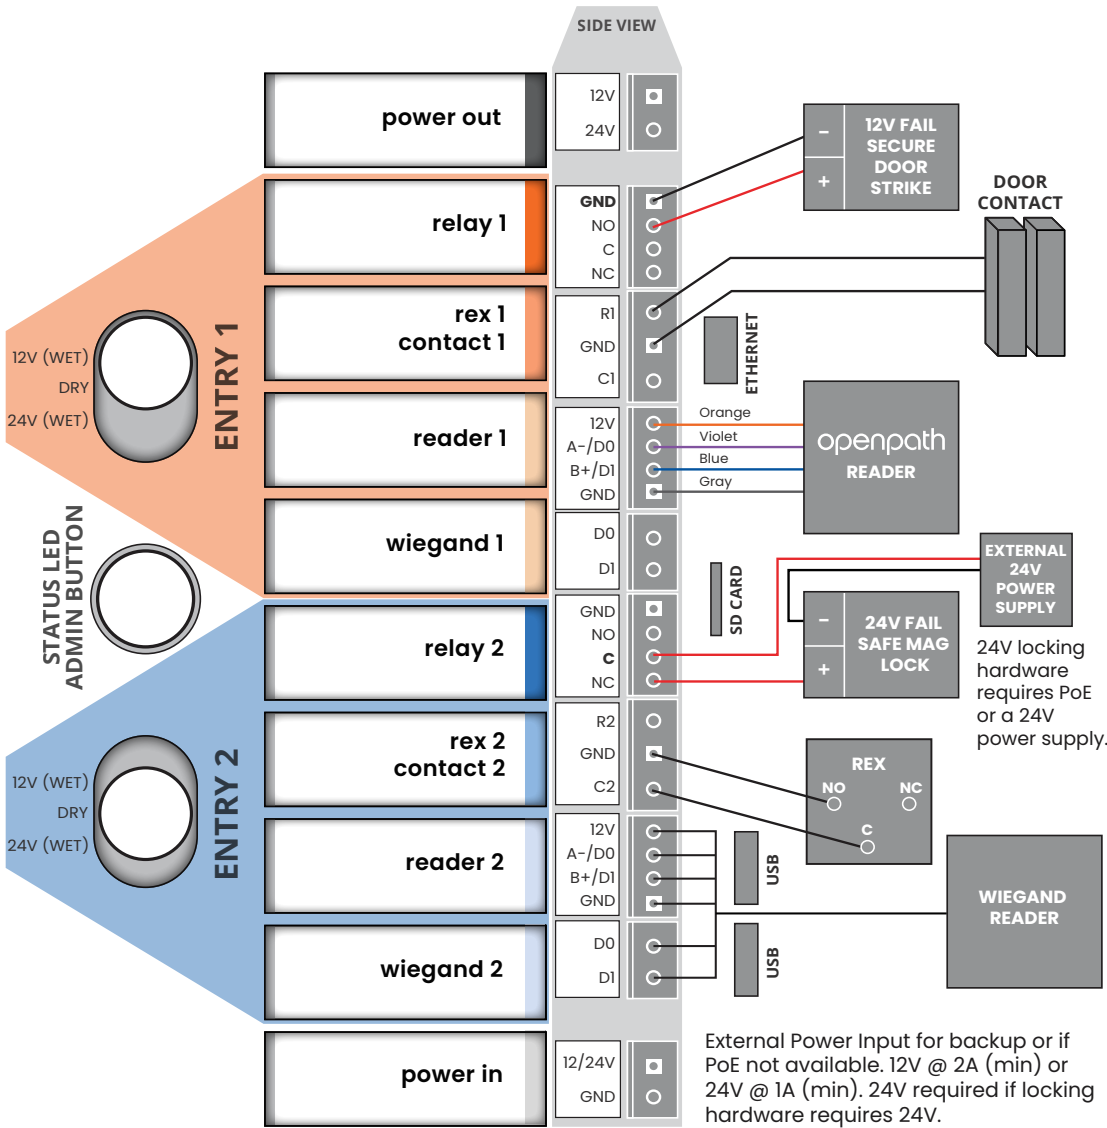 SIDE VIEW
power out
12V
24V
relay 1
GND
NO
C
NC
–
+
12V FAIL
SECURE
DOOR
STRIKE
DOOR
CONTACT
rex 1
contact 1
R1
GND
C1
ETHERNET
12V (WET)
DRY
24V (WET)
ENTRY 1
reader 1
12V
A-/D0
B+/D1
GND
Orange
Violet
Blue
Gray
openpath
READER
wiegand 1
D0
D1
STATUS LED
ADMIN BUTTON
SD CARD
EXTERNAL
24V
POWER
SUPPLY
relay 2
GND
NO
C
NC
–
+
24V FAIL
SAFE MAG
LOCK
24V locking
hardware
requires PoE
or a 24V
power supply.
rex 2
contact 2
R2
GND
C2
REX
NO
NC
C
12V (WET)
DRY
24V (WET)
ENTRY 2
reader 2
12V
A-/D0
B+/D1
GND
USB
WIEGAND
READER
wiegand 2
D0
D1
USB
power in
12/24V
GND
External Power Input for backup or if
PoE not available. 12V @ 2A (min) or
24V @ 1A (min). 24V required if locking
hardware requires 24V.